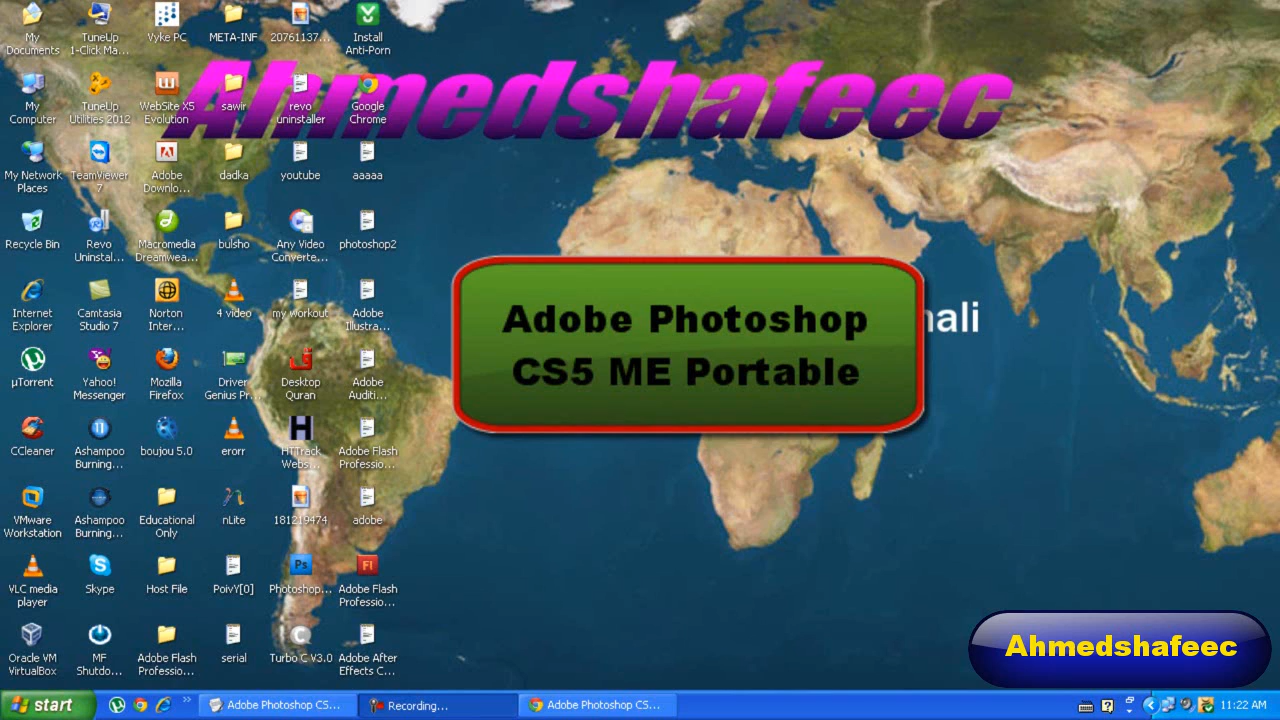 My Documents
TuneUp 1-Click Ma...
Vyke PC
META-INF
20761137...
Install Anti-Porn
Ahmedshafeec
My Computer
TuneUp Utilities 2012
WebSite X5 Evolution
sawir
revo uninstaller
Google Chrome
My Network Places
TeamViewer 7
Adobe Downlo...
dadka
youtube
aaaaa
Recycle Bin
Revo Uninstal...
Macromedia Dreamwea...
bulsho
Any Video Converte...
photoshop2
Adobe Photoshop
CS5 ME Portable
Internet Explorer
Camtasia Studio 7
Norton Inter...
4 video
my workout
Adobe Illustra...
µTorrent
Yahoo! Messenger
Mozilla Firefox
Driver Genius Pr...
Desktop Quran
Adobe Auditi...
CCleaner
Ashampoo Burning...
boujou 5.0
erorr
HTTrack Webs...
Adobe Flash Professio...
VMware Workstation
Ashampoo Burning...
Educational Only
nLite
181219474
adobe
VLC media player
Skype
Host File
PoivY[0]
Photoshop...
Adobe Flash Professio...
Oracle VM VirtualBox
MF Shutdo...
Adobe Flash Professio...
serial
Turbo C V3.0
Adobe After Effects C...
Ahmedshafeec
start
Adobe Photoshop CS...
Recording...
Adobe Photoshop CS...
11:22 AM